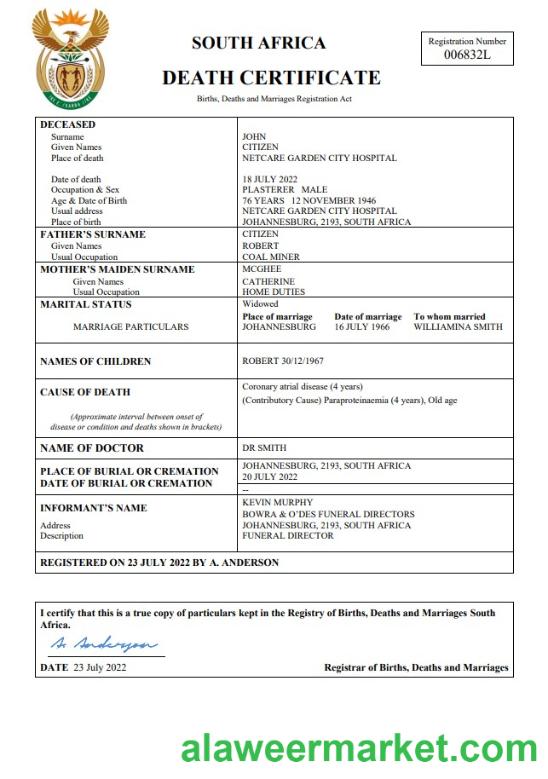 SOUTH AFRICA
DEATH CERTIFICATE
Births, Deaths and Marriages Registration Act
Registration Number
006832L
DECEASED
Surname JOHN
Given Names CITIZEN
Place of death NETCARE GARDEN CITY HOSPITAL
Date of death 18 JULY 2022
Occupation & Sex PLASTERER MALE
Age & Date of Birth 76 YEARS 12 NOVEMBER 1946
Usual address NETCARE GARDEN CITY HOSPITAL
Place of birth JOHANNESBURG, 2193, SOUTH AFRICA
FATHER'S SURNAME CITIZEN
Given Names ROBERT
Usual Occupation COAL MINER
MOTHER'S MAIDEN SURNAME MCGHEE
Given Names CATHERINE
Usual Occupation HOME DUTIES
MARITAL STATUS Widowed
Place of marriage Date of marriage To whom married
MARRIAGE PARTICULARS JOHANNESBURG 16 JULY 1966 WILLIAMINA SMITH
NAMES OF CHILDREN ROBERT 30/12/1967
CAUSE OF DEATH Coronary atrial disease (4 years)
(Contributory Cause) Paraproteinaemia (4 years), Old age
(Approximate interval between onset of
disease or condition and deaths shown in brackets)
NAME OF DOCTOR DR SMITH
PLACE OF BURIAL OR CREMATION JOHANNESBURG, 2193, SOUTH AFRICA
DATE OF BURIAL OR CREMATION 20 JULY 2022
--
INFORMANT'S NAME KEVIN MURPHY
BOWRA & O'DES FUNERAL DIRECTORS
Address JOHANNESBURG, 2193, SOUTH AFRICA
Description FUNERAL DIRECTOR
REGISTERED ON 23 JULY 2022 BY A. ANDERSON
I certify that this is a true copy of particulars kept in the Registry of Births, Deaths and Marriages South
Africa.
A. Anderson
DATE 23 July 2022 Registrar of Births, Deaths and Marriages
alaweermarket.com